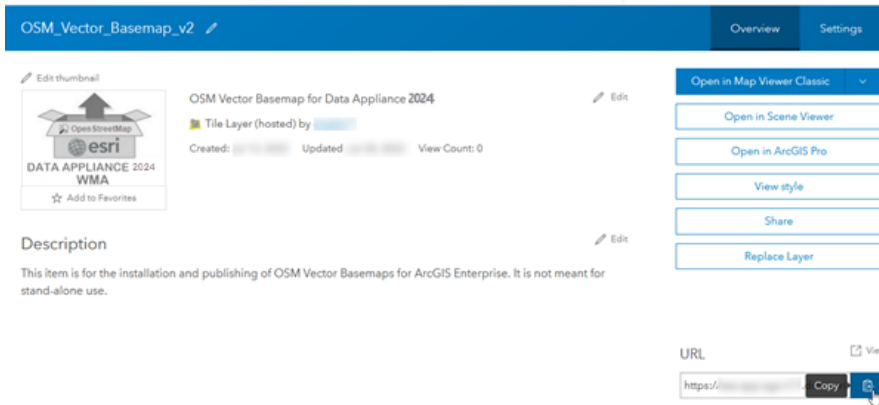 OSM_Vector_Basemap_v2
Overview
Settings
Edit thumbnail
OpenStreetMap
esri
DATA APPLIANCE 2024
WMA
Add to Favorites
OSM Vector Basemap for Data Appliance 2024
Edit
Tile Layer (hosted) by
Created: Updated View Count: 0
Open in Map Viewer Classic
Open in Scene Viewer
Open in ArcGIS Pro
View style
Share
Replace Layer
Description
Edit
This item is for the installation and publishing of OSM Vector Basemaps for ArcGIS Enterprise. It is not meant for
stand-alone use.
URL
Vie
https:/
Copy